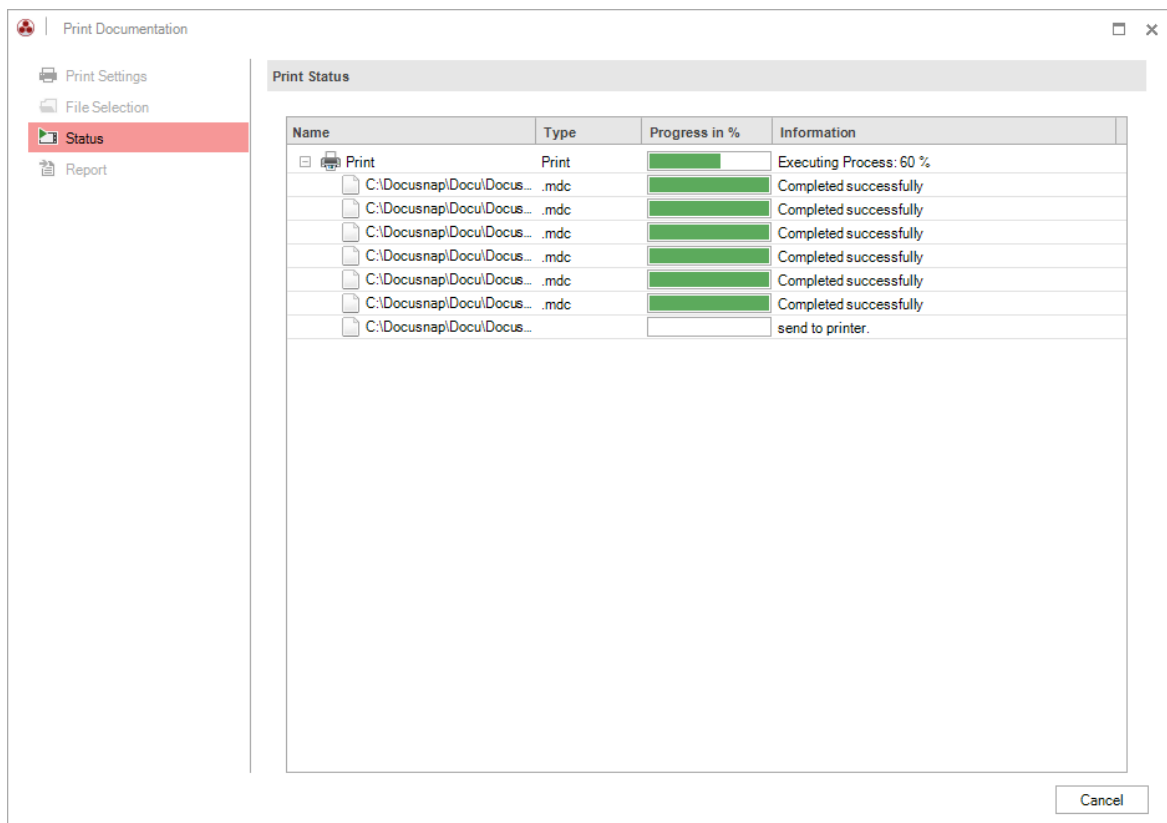 Print Documentation
Print Settings
File Selection
Status
Report
Print Status
Name Type Progress in % Information
Print Print Executing Process: 60 %
C:\Docusnap\Docu\Docus... .mdc Completed successfully
C:\Docusnap\Docu\Docus... .mdc Completed successfully
C:\Docusnap\Docu\Docus... .mdc Completed successfully
C:\Docusnap\Docu\Docus... .mdc Completed successfully
C:\Docusnap\Docu\Docus... .mdc Completed successfully
C:\Docusnap\Docu\Docus... .mdc Completed successfully
C:\Docusnap\Docu\Docus... send to printer.
Cancel